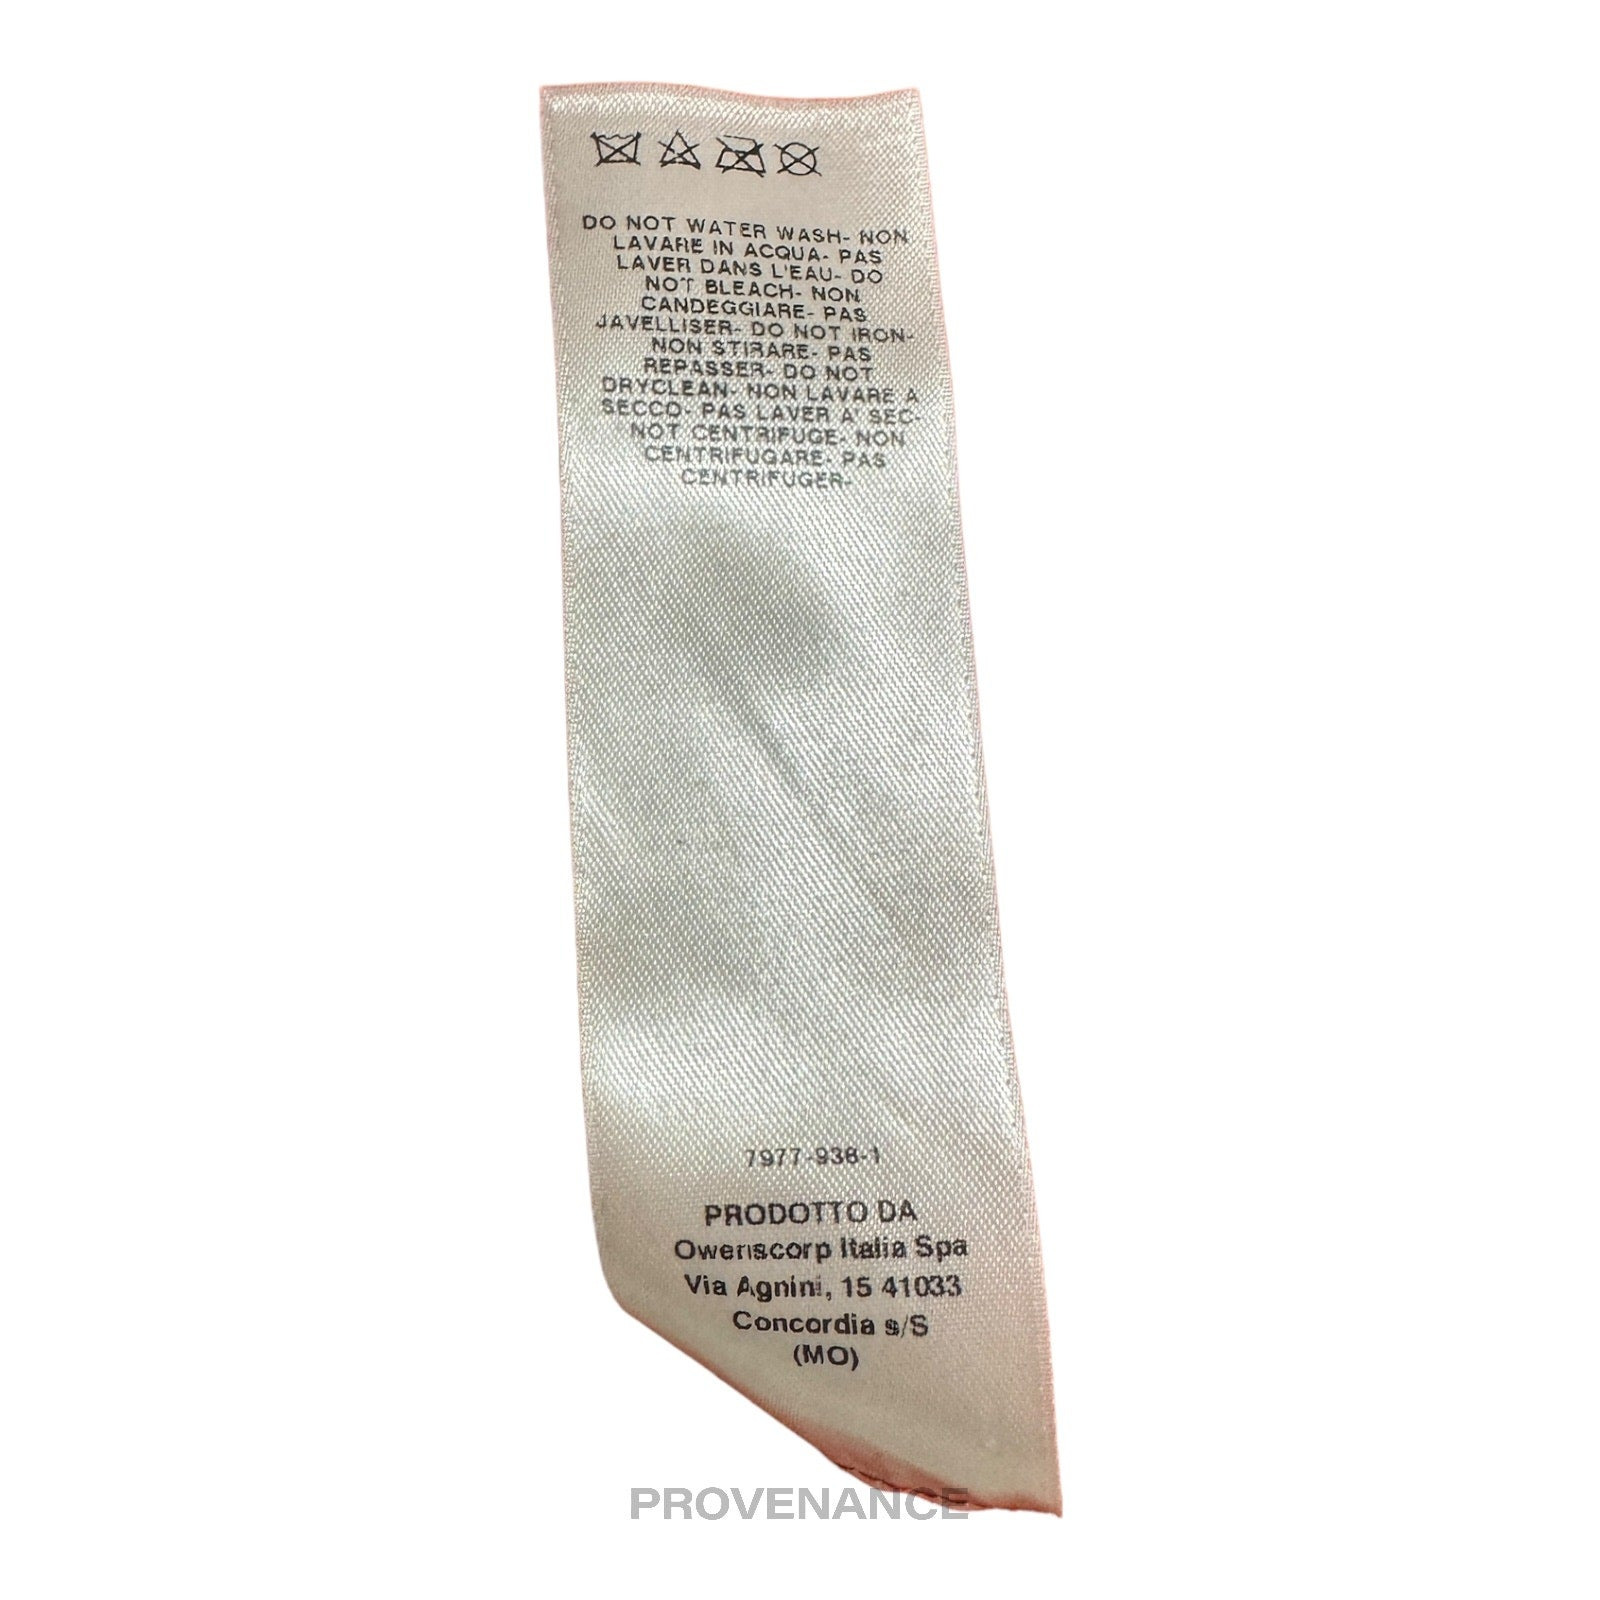 DO NOT WATER WASH- NON
LAVARE IN ACQUA- PAS
LAVER DANS L'EAU- DO
NOT BLEACH- NON
CANDEGGIARE- PAS
JAVELLISER- DO NOT IRON-
NON STIRARE- PAS
REPASSER- DO NOT
DRYCLEAN- NON LAVARE A
SECCO- PAS LAVER A' SEC-
NOT CENTRIFUGE- NON
CENTRIFUGARE- PAS
CENTRIFUGER-
7977-938-1
PRODOTTO DA
Owenscorp Italia Spa
Via Agnini, 15 41033
Concordia s/S
(MO)
PROVENANCE